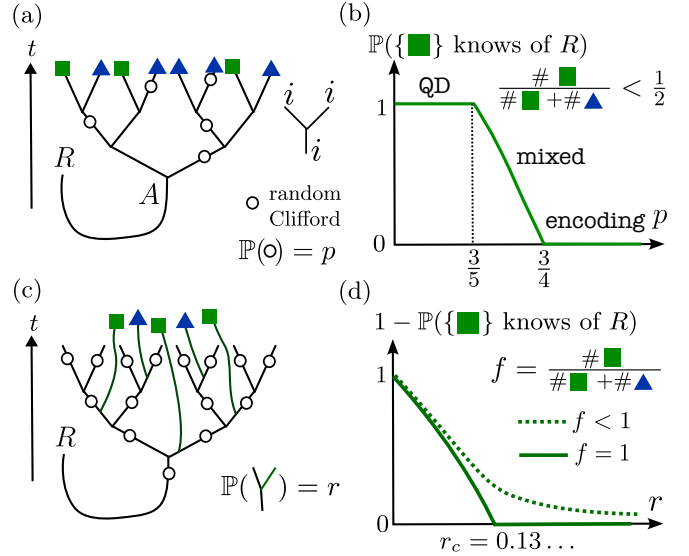 (a)
t
R
A
i i
i
random
Clifford
ℙ(○) = p
(b)
ℙ({■} knows of R)
QD
# ■ / # ■ + # ▲ < 1/2
1
mixed
encoding p
0
3/5
3/4
(c)
t
R
ℙ( ) = r
(d)
1 − ℙ({■} knows of R)
f = # ■ / # ■ + # ▲
1
f < 1
f = 1
r
0
r_c = 0.13 . . .